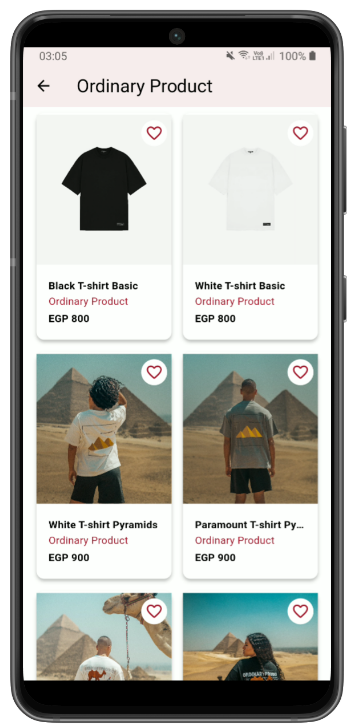 03:05
100%
Ordinary Product
Black T-shirt Basic
Ordinary Product
EGP 800
White T-shirt Basic
Ordinary Product
EGP 800
White T-shirt Pyramids
Ordinary Product
EGP 900
Paramount T-shirt Py...
Ordinary Product
EGP 900